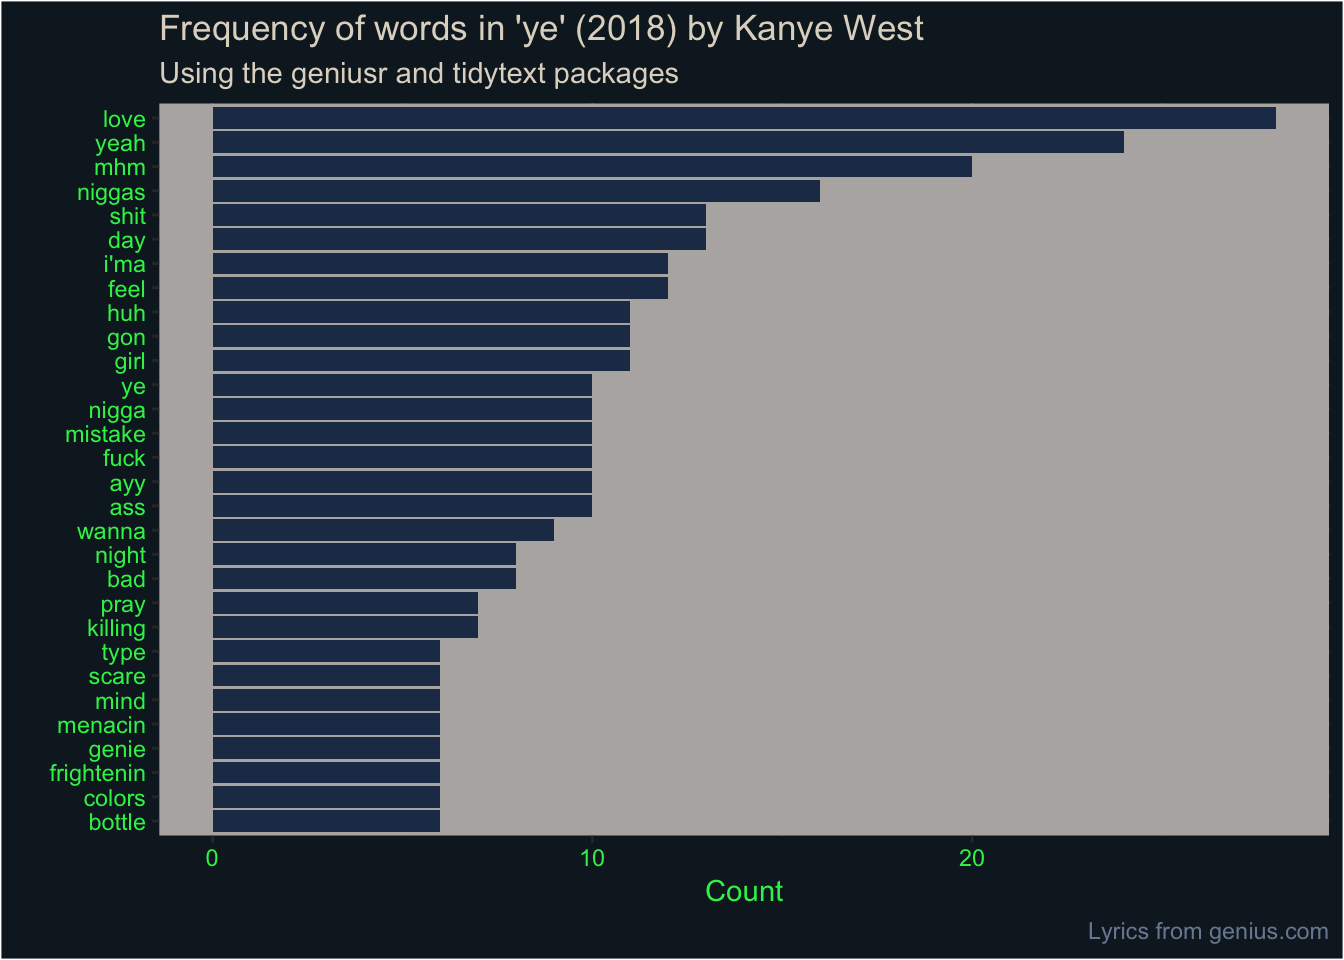 Frequency of words in 'ye' (2018) by Kanye West
Using the geniusr and tidytext packages
love
yeah
mhm
niggas
shit
day
i'ma
feel
huh
gon
girl
ye
nigga
mistake
fuck
ayy
ass
wanna
night
bad
pray
killing
type
scare
mind
menacin
genie
frightenin
colors
bottle
0 10 20
Count
Lyrics from genius.com